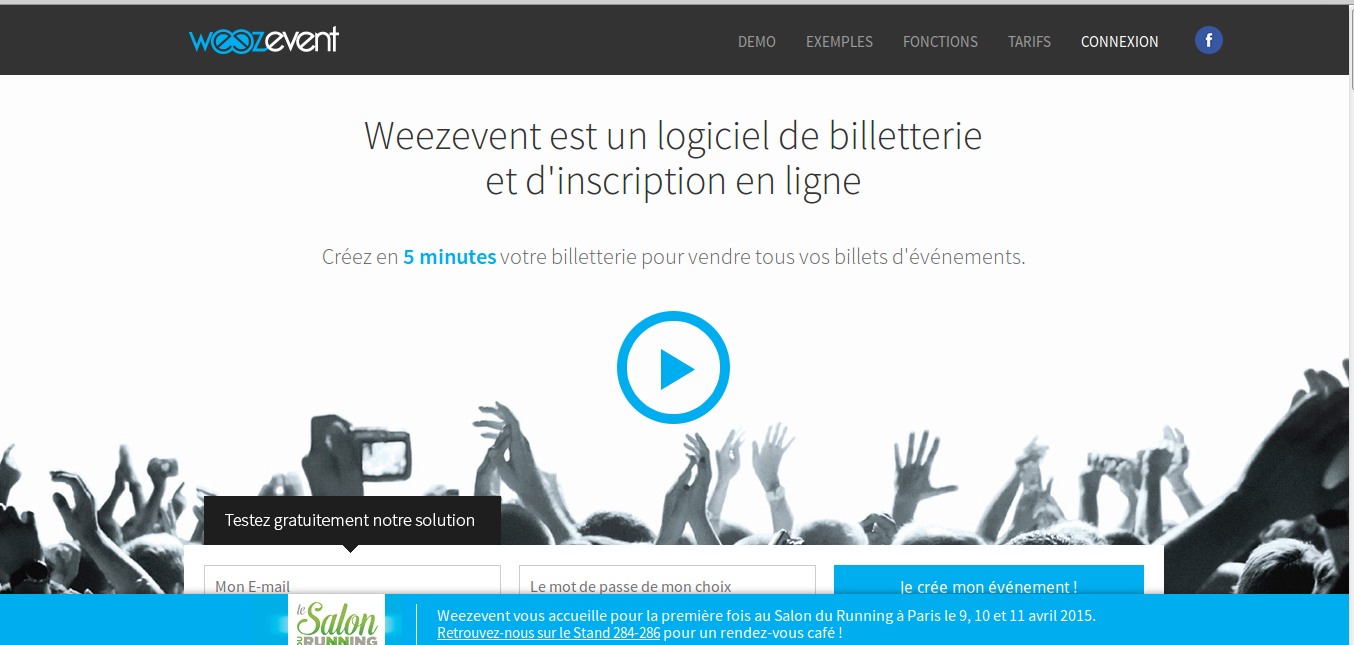 weezevent
DEMO EXEMPLES FONCTIONS TARIFS CONNEXION f
Weezevent est un logiciel de billetterie
et d'inscription en ligne
Créez en 5 minutes votre billetterie pour vendre tous vos billets d'événements.
Testez gratuitement notre solution
Mon E-mail Le mot de passe de mon choix Je crée mon événement !
le Salon
DU RUNNING
Weezevent vous accueille pour la première fois au Salon du Running à Paris le 9, 10 et 11 avril 2015.
Retrouvez-nous sur le Stand 284-286 pour un rendez-vous café !